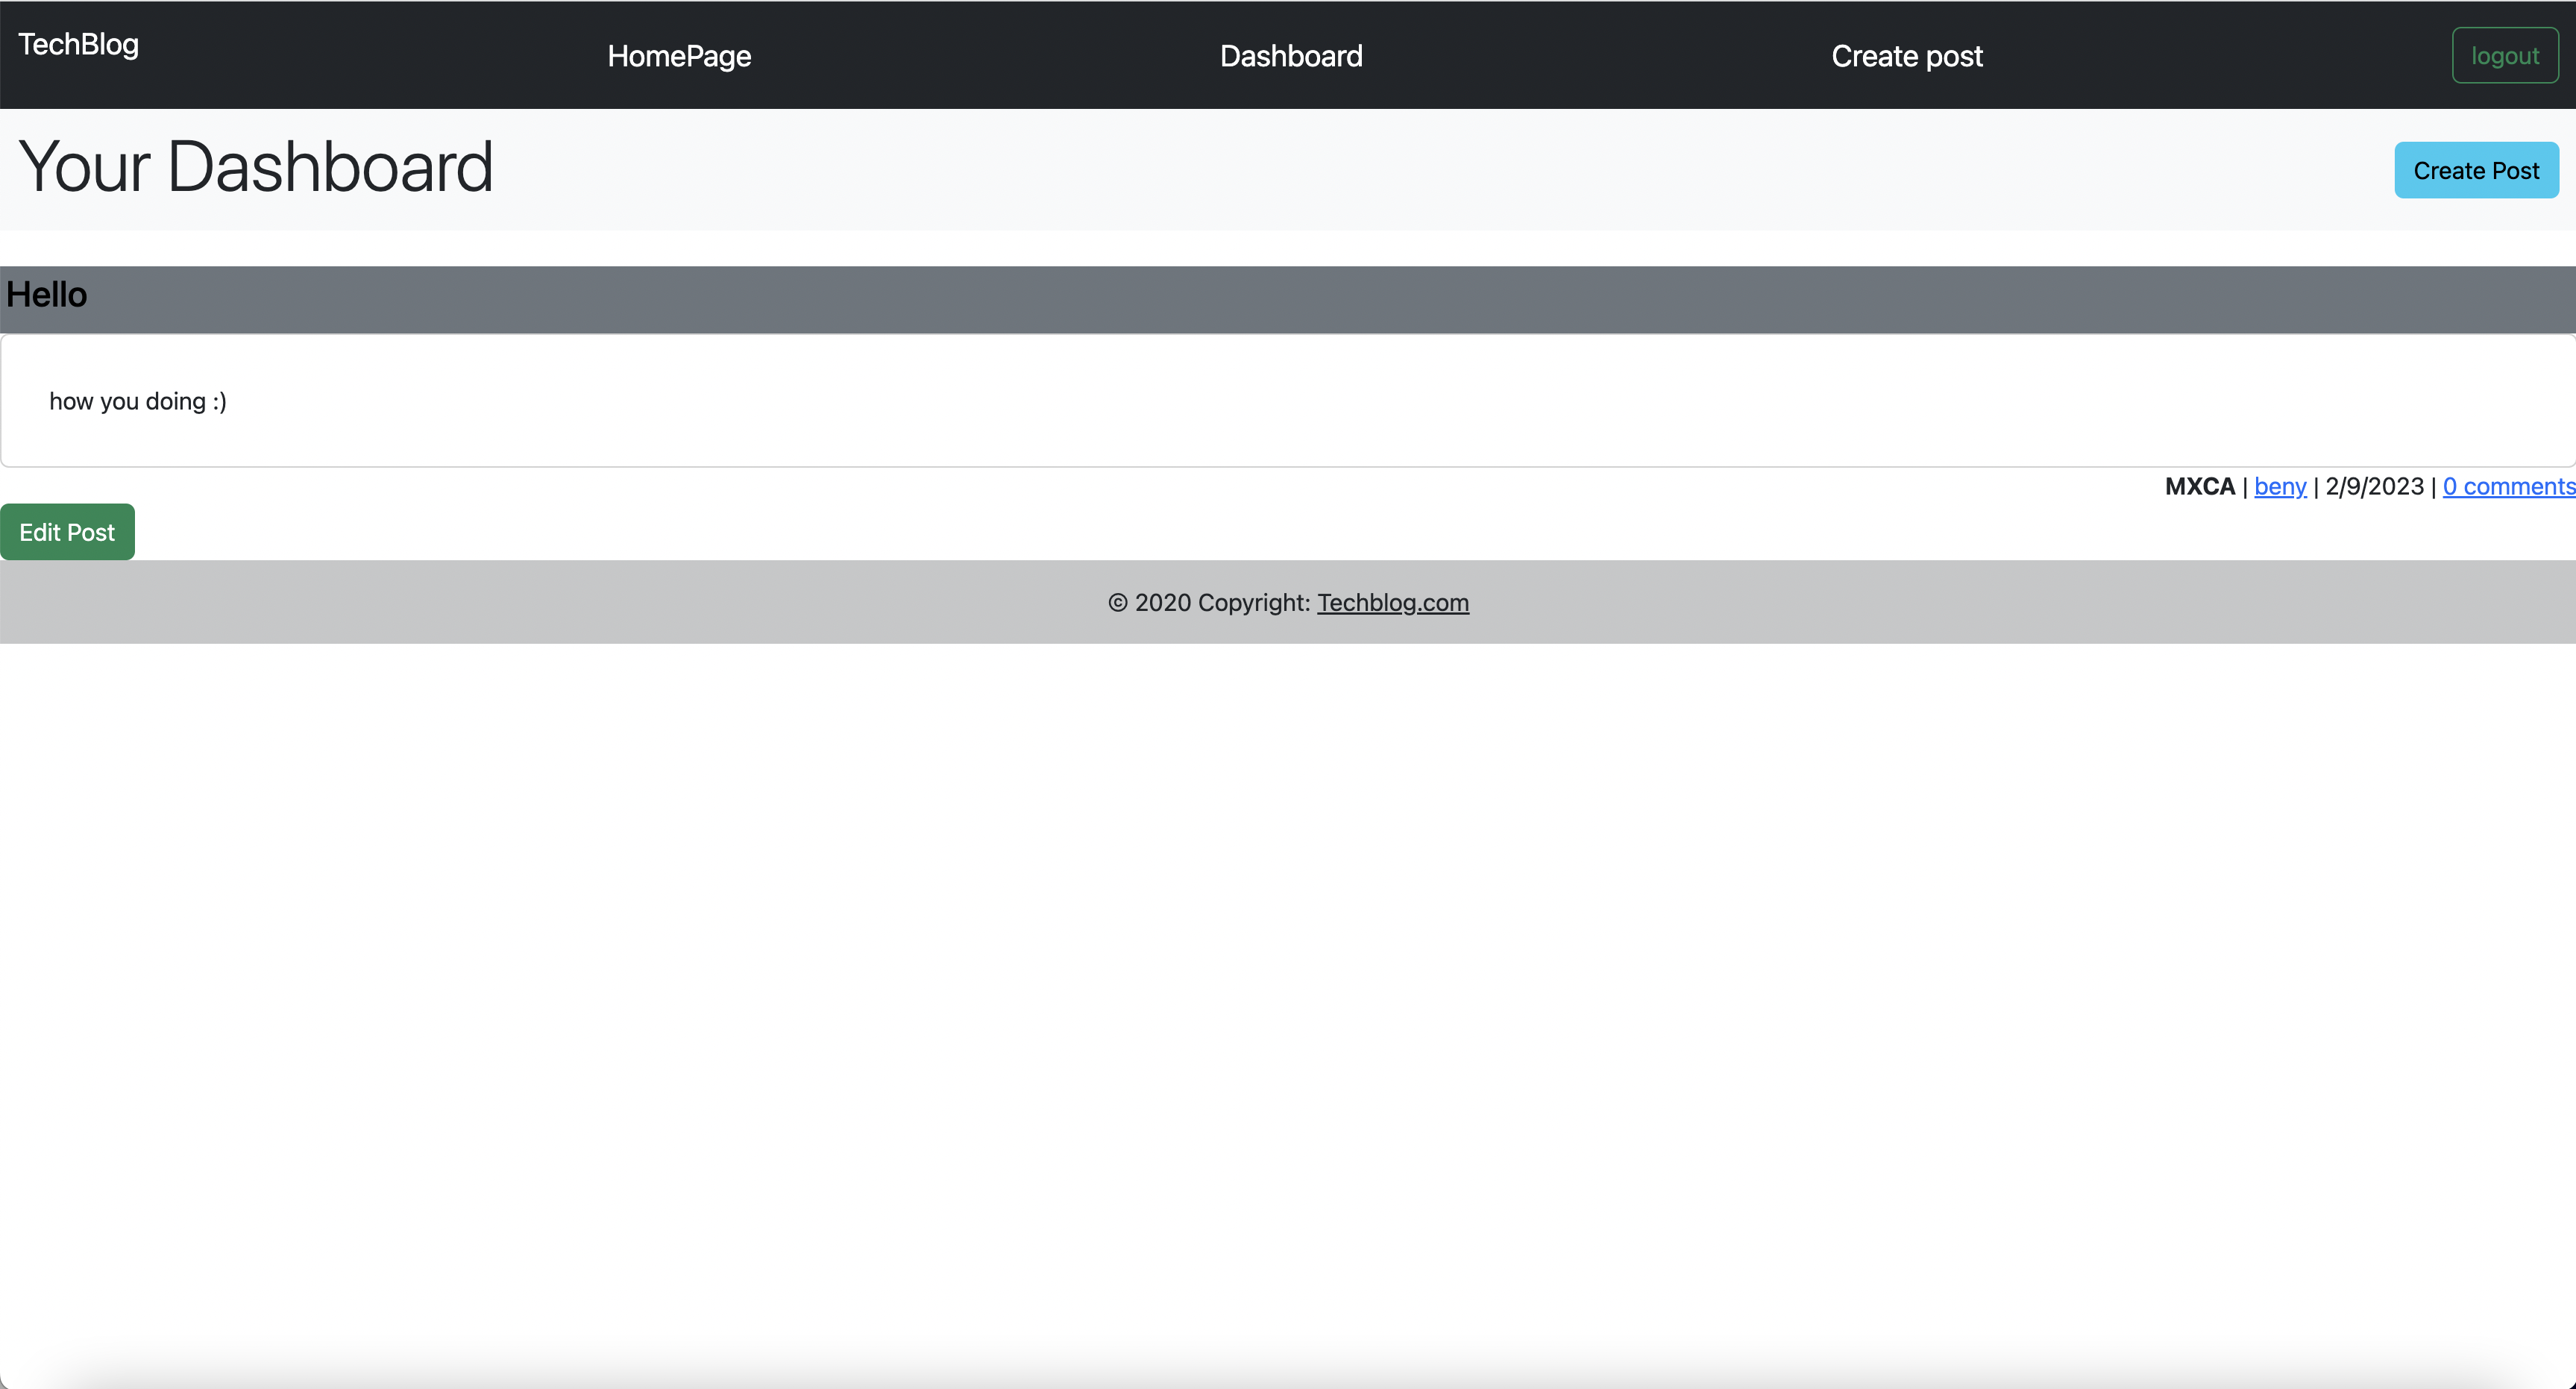 TechBlog HomePage Dashboard Create post logout
Your Dashboard Create Post
Hello
how you doing :)
MXCA | beny | 2/9/2023 | 0 comments
Edit Post
© 2020 Copyright: Techblog.com